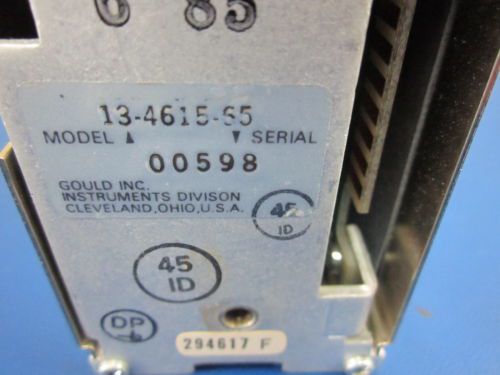 6 85
13-4615-65
MODEL ▲ ▼ SERIAL
00598
GOULD INC.
INSTRUMENTS DIVISON
CLEVELAND,OHIO,U.S.A.
45
ID
45
ID
DP
294617 F